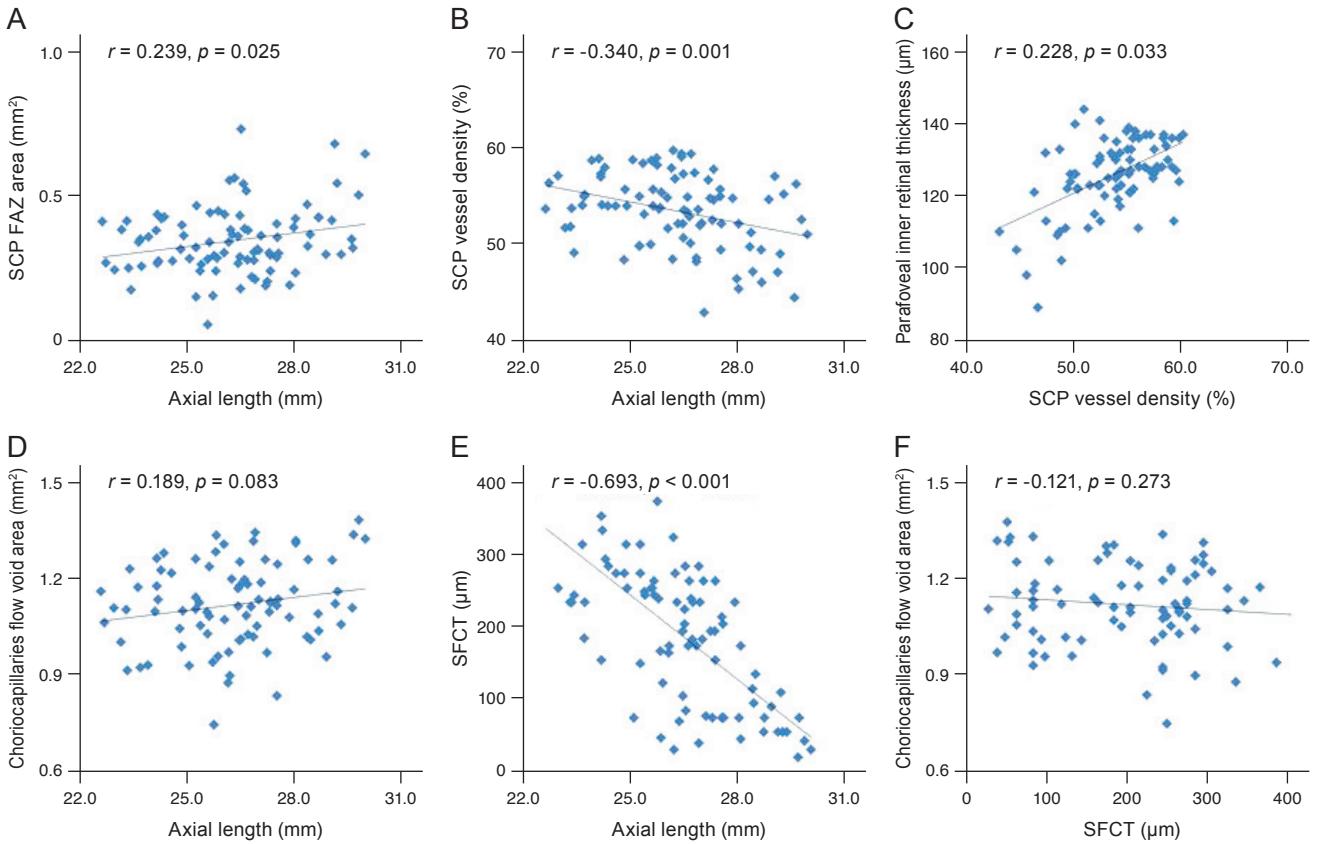 A
r = 0.239, p = 0.025
SCP FAZ area (mm²)
1.0
0.5
0
22.0 25.0 28.0 31.0
Axial length (mm)
B
r = -0.340, p = 0.001
SCP vessel density (%)
70
60
50
40
22.0 25.0 28.0 31.0
Axial length (mm)
C
r = 0.228, p = 0.033
Parafoveal inner retinal thickness (μm)
160
140
120
100
80
40.0 50.0 60.0 70.0
SCP vessel density (%)
D
r = 0.189, p = 0.083
Choriocapillaries flow void area (mm²)
1.5
1.2
0.9
0.6
22.0 25.0 28.0 31.0
Axial length (mm)
E
r = -0.693, p < 0.001
SFCT (μm)
400
300
200
100
0
22.0 25.0 28.0 31.0
Axial length (mm)
F
r = -0.121, p = 0.273
Choriocapillaries flow void area (mm²)
1.5
1.2
0.9
0.6
0 100 200 300 400
SFCT (μm)